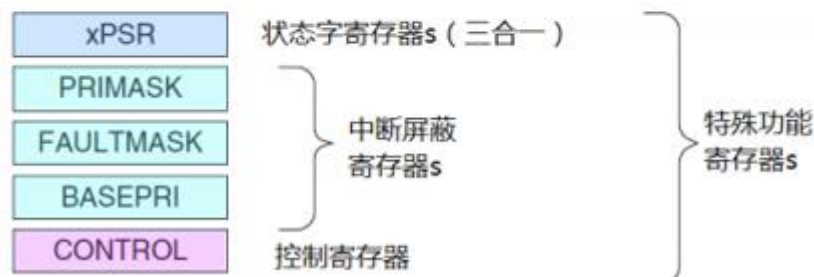 xPSR 状态字寄存器s（三合一）
PRIMASK
FAULTMASK
BASEPRI
CONTROL 控制寄存器
中断屏蔽
寄存器s
特殊功能
寄存器s